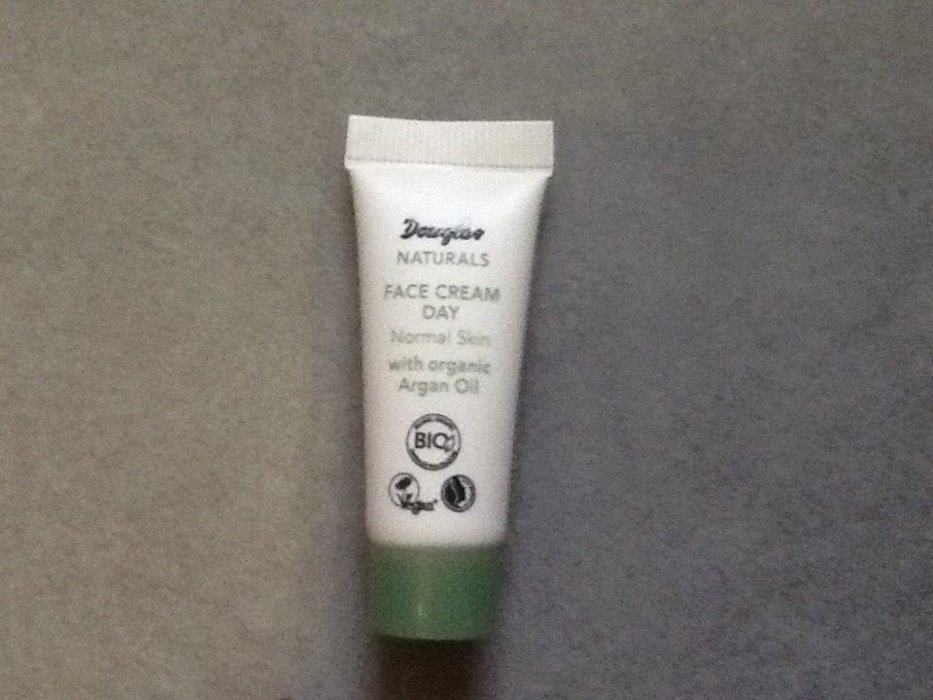 Douglas
NATURALS
FACE CREAM
DAY
Normal Skin
with organic
Argan Oil
BIO
Vegan